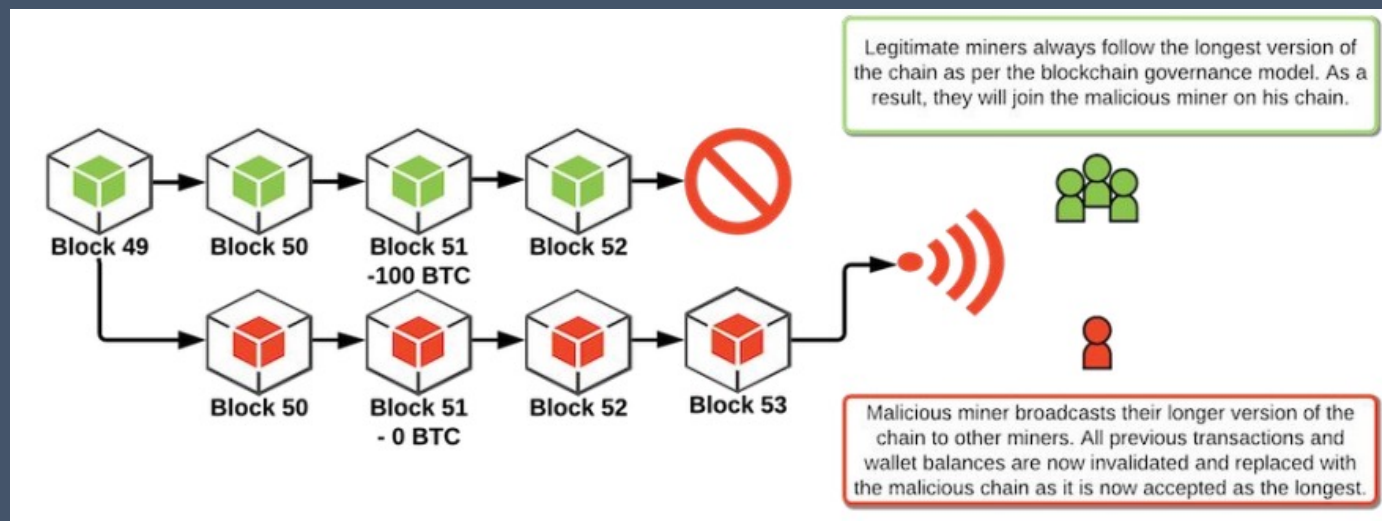 Legitimate miners always follow the longest version of
the chain as per the blockchain governance model. As a
result, they will join the malicious miner on his chain.
Block 49
Block 50
Block 51
-100 BTC
Block 52
Block 50
Block 51
- 0 BTC
Block 52
Block 53
Malicious miner broadcasts their longer version of the
chain to other miners. All previous transactions and
wallet balances are now invalidated and replaced with
the malicious chain as it is now accepted as the longest.